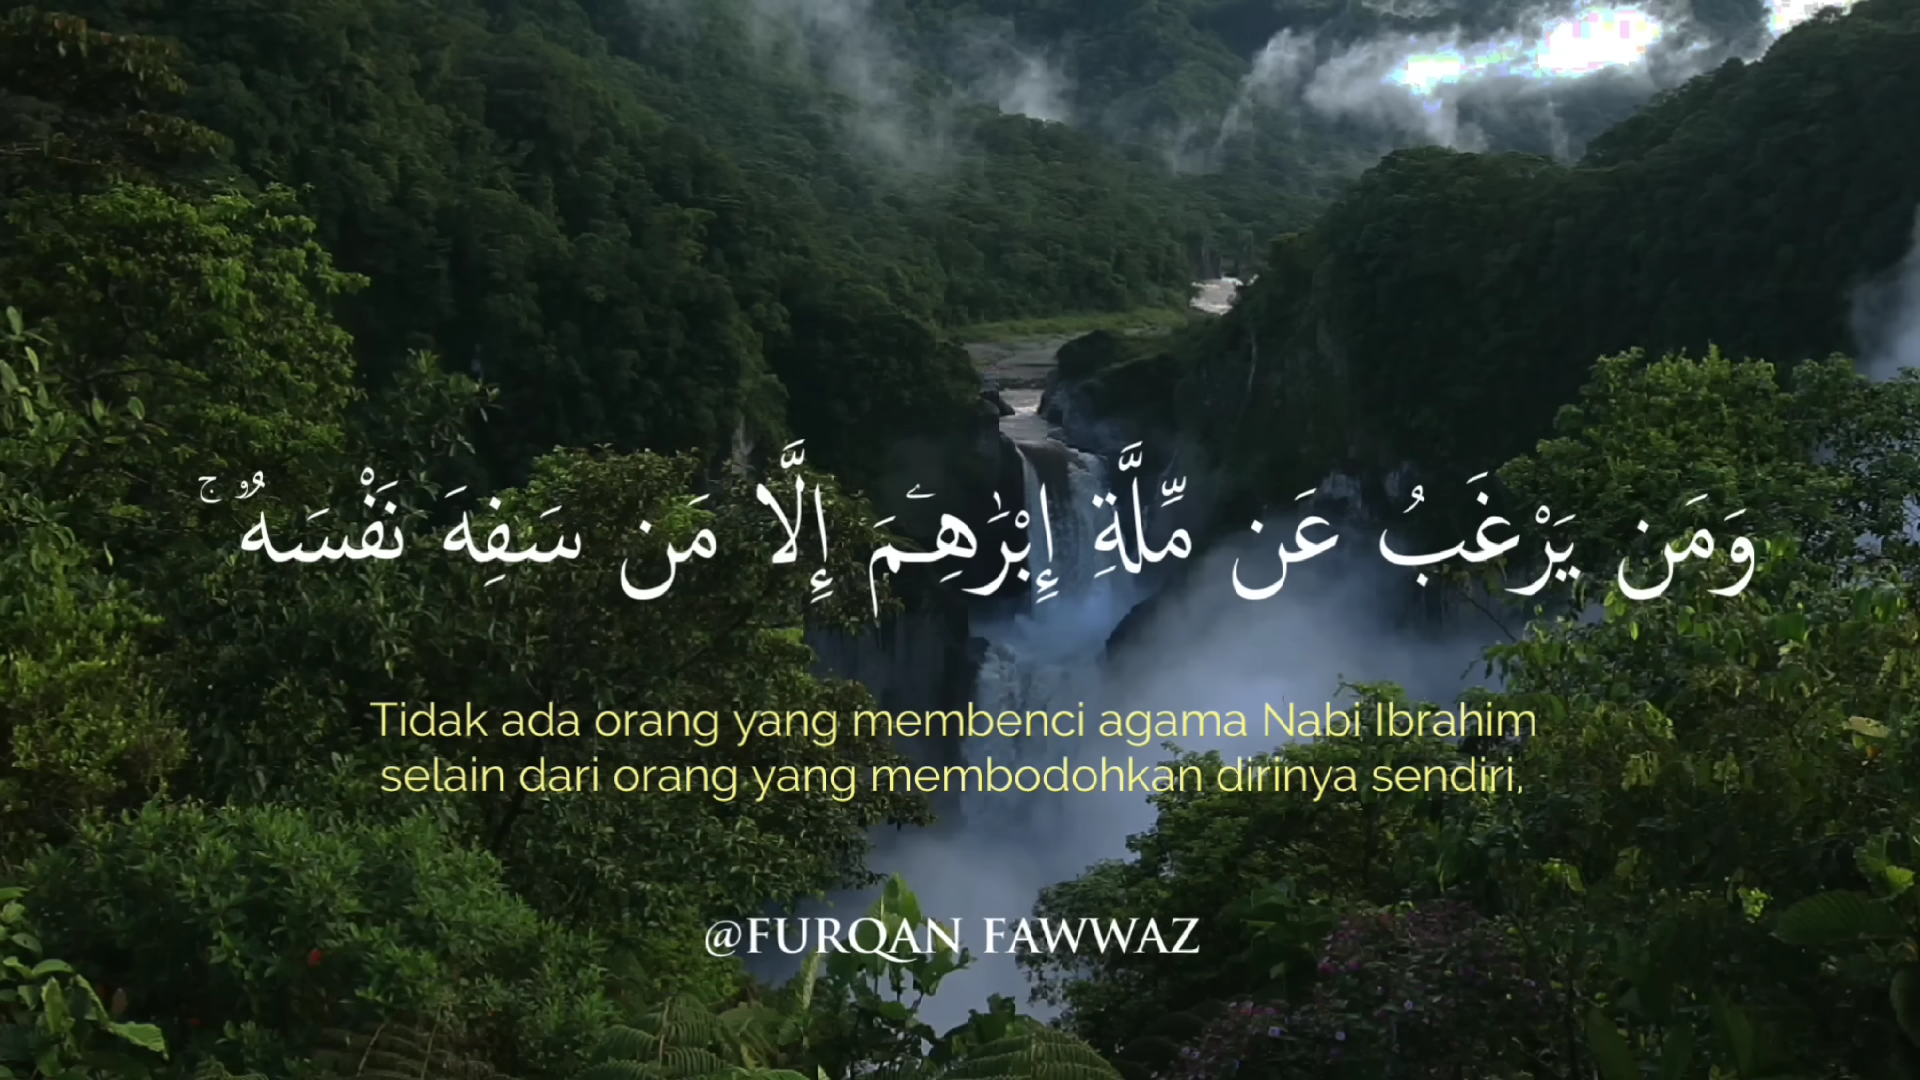 وَمَن يَرْغَبُ عَن مِّلَّةِ إِبْرَٰهِـۧمَ إِلَّا مَن سَفِهَ نَفْسَهُۥ ۚ
Tidak ada orang yang membenci agama Nabi Ibrahim
selain dari orang yang membodohkan dirinya sendiri,
@FURQAN FAWWAZ